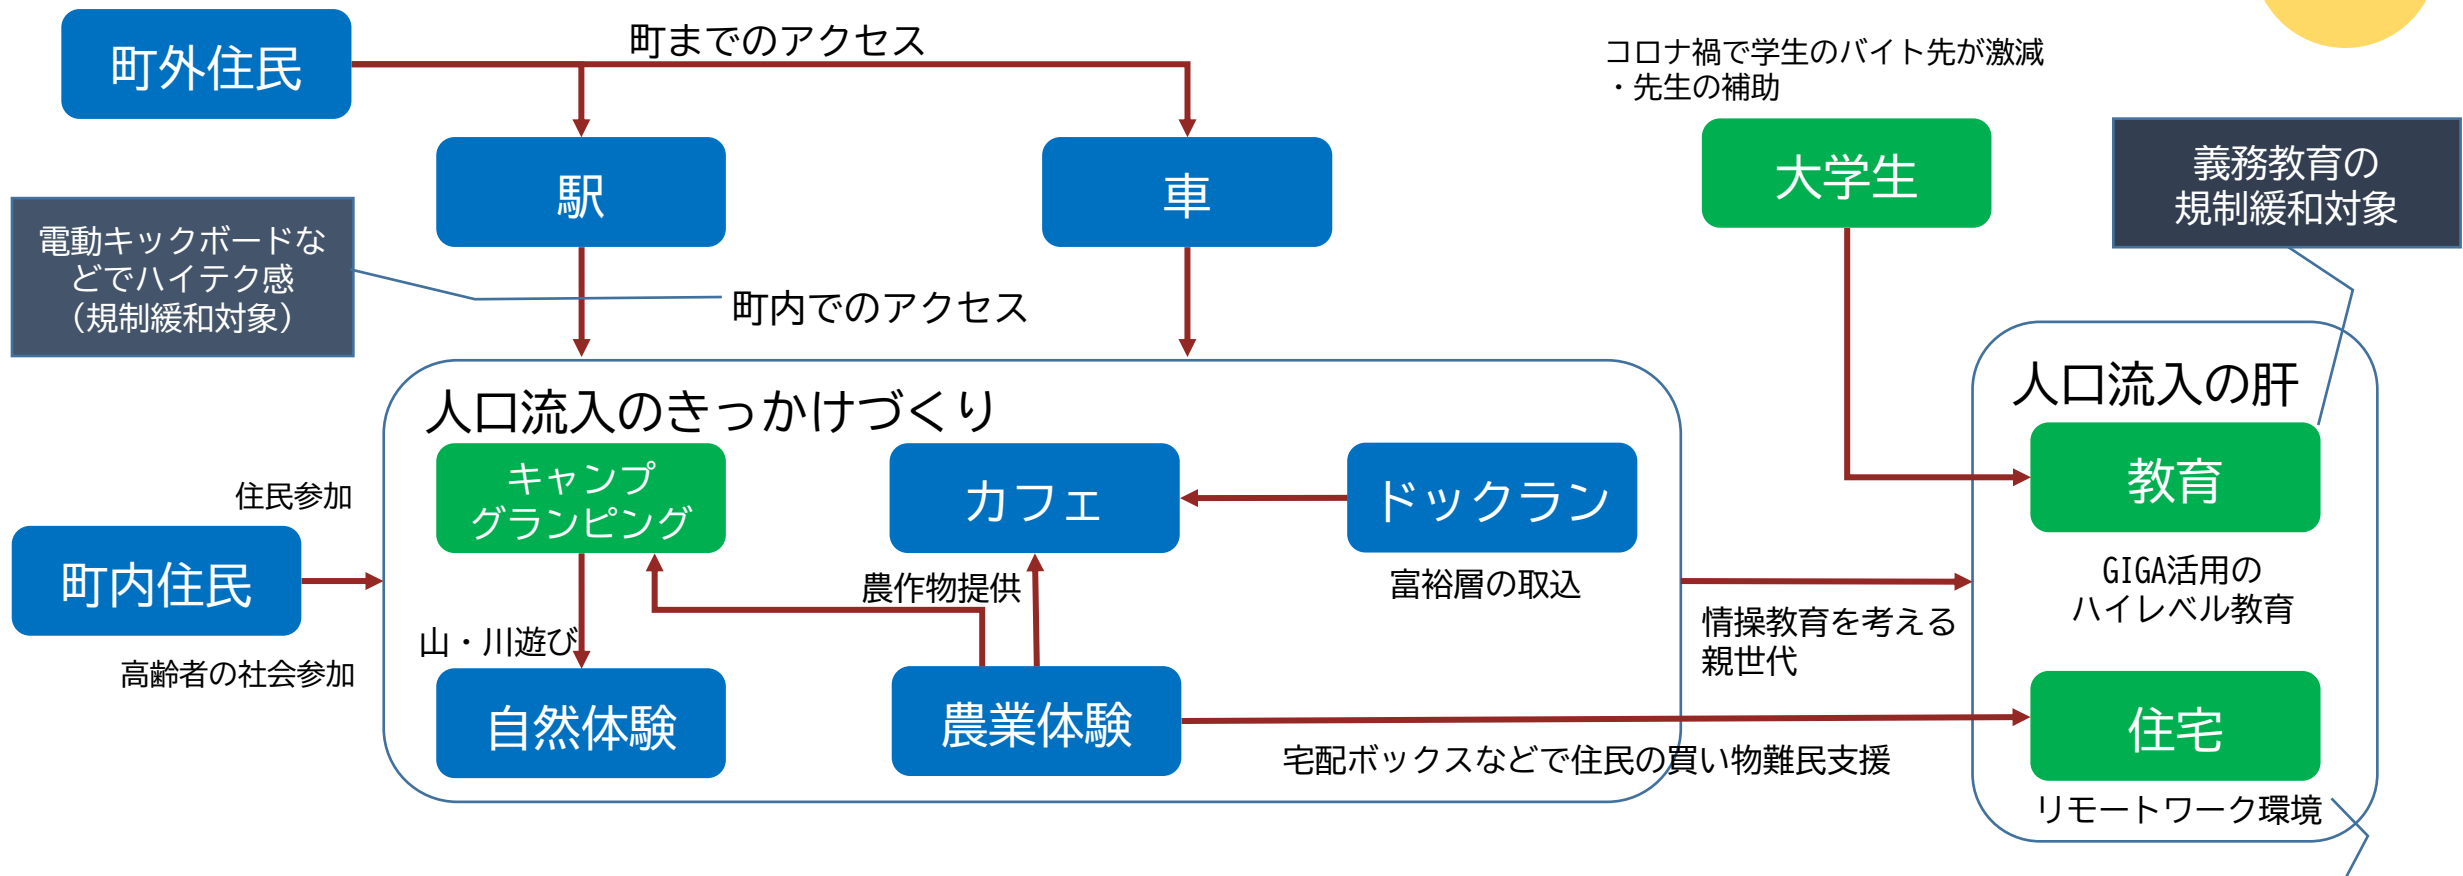 町外住民
町までのアクセス
コロナ禍で学生のバイト先が激減
・先生の補助
駅
車
大学生
義務教育の
規制緩和対象
電動キックボードな
どでハイテク感
（規制緩和対象）
町内でのアクセス
人口流入のきっかけづくり
人口流入の肝
キャンプ
グランピング
カフェ
ドックラン
教育
住民参加
町内住民
高齢者の社会参加
農作物提供
富裕層の取込
GIGA活用の
ハイレベル教育
山・川遊び
情操教育を考える
親世代
自然体験
農業体験
住宅
宅配ボックスなどで住民の買い物難民支援
リモートワーク環境